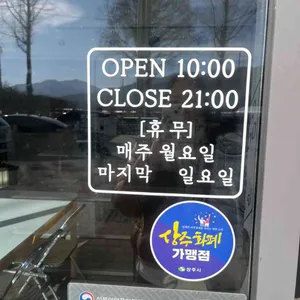 OPEN 10:00
CLOSE 21:00
[휴 무]
매주 월요일
마지막 일요일
상주화폐
가맹점
상주시